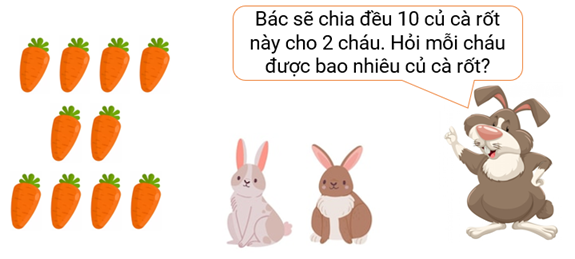 Bác sẽ chia đều 10 củ cà rốt
này cho 2 cháu. Hỏi mỗi cháu
được bao nhiêu củ cà rốt?